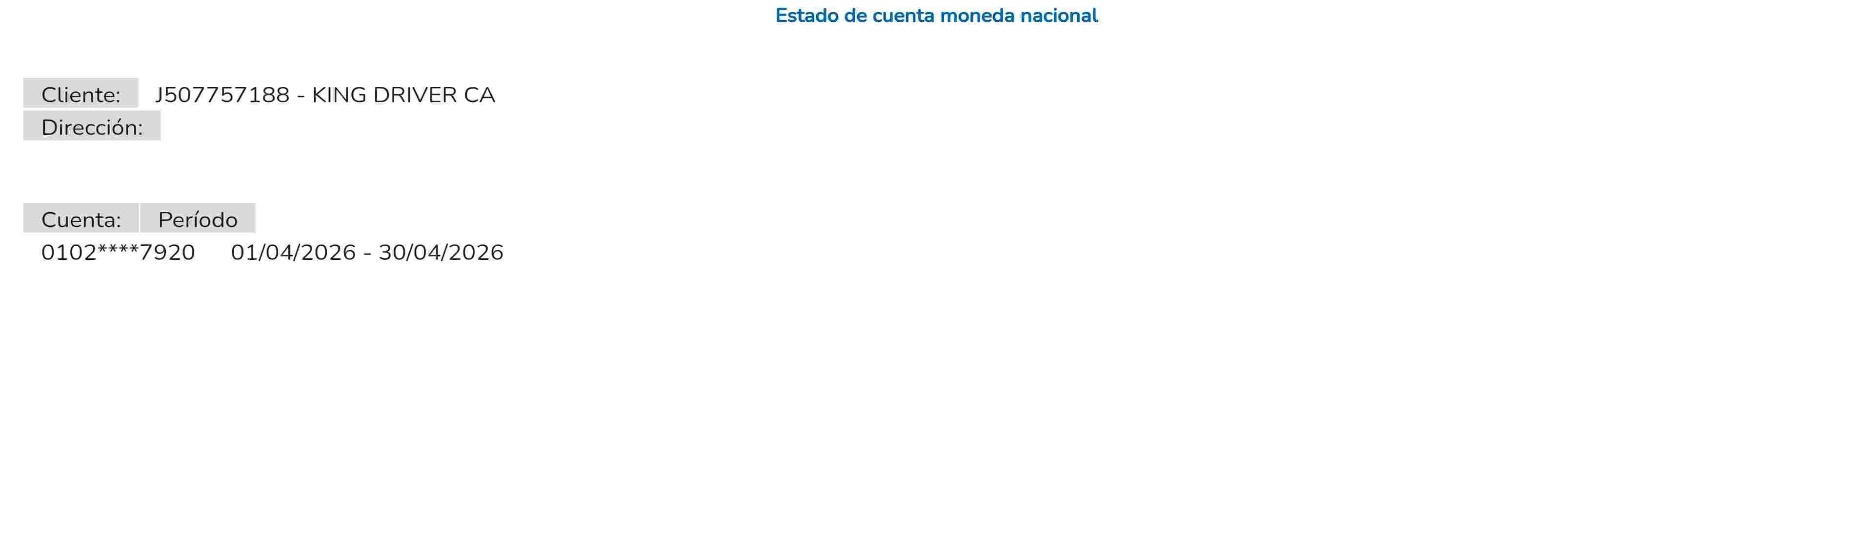 Estado de cuenta moneda nacional
Cliente: J507757188 - KING DRIVER CA
Dirección:
Cuenta: Período
0102****7920 01/04/2026 - 30/04/2026